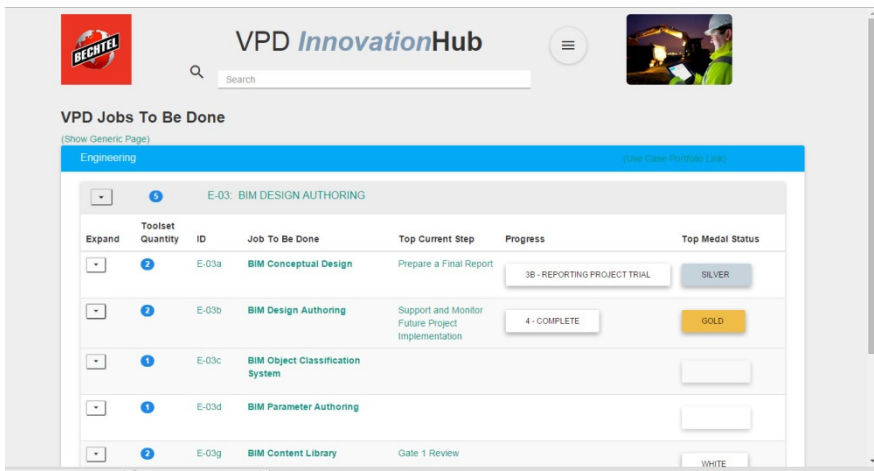 BECHTEL
VPD InnovationHub
Search
VPD Jobs To Be Done
(Show Generic Page)
Engineering (Use Case Portfolio Link)
5 E-03: BIM DESIGN AUTHORING
Expand Toolset Quantity ID Job To Be Done Top Current Step Progress Top Medal Status
2 E-03a BIM Conceptual Design Prepare a Final Report 3B - REPORTING PROJECT TRIAL SILVER
2 E-03b BIM Design Authoring Support and Monitor Future Project Implementation 4 - COMPLETE GOLD
1 E-03c BIM Object Classification System
1 E-03d BIM Parameter Authoring
2 E-03g BIM Content Library Gate 1 Review WHITE